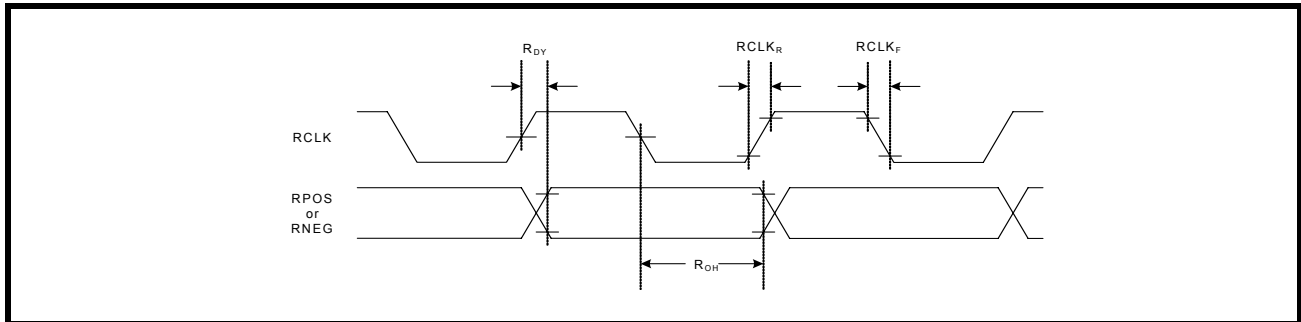 RDY
RCLKR
RCLKF
RCLK
RPOS
or
RNEG
ROH